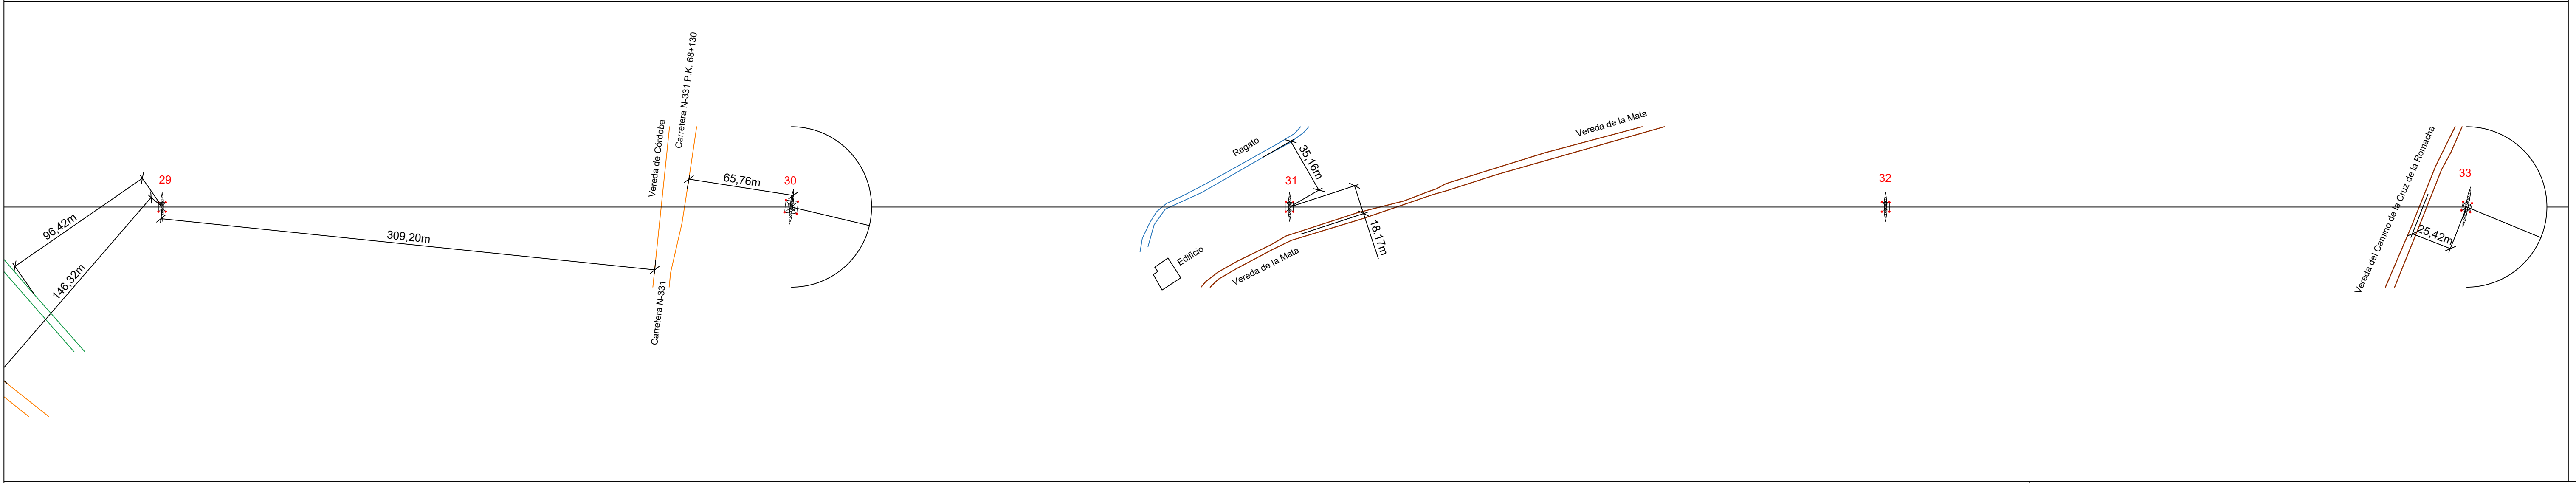 29
96,42m
146,32m
309,20m
Vereda de Córdoba
Carretera N-331 P.K. 68+130
Carretera N-331
65,76m
30
Regato
Edificio
35,16m
31
18,17m
Vereda de la Mata
Vereda de la Mata
32
Vereda del Camino de la Cruz de la Romacha
25,42m
33